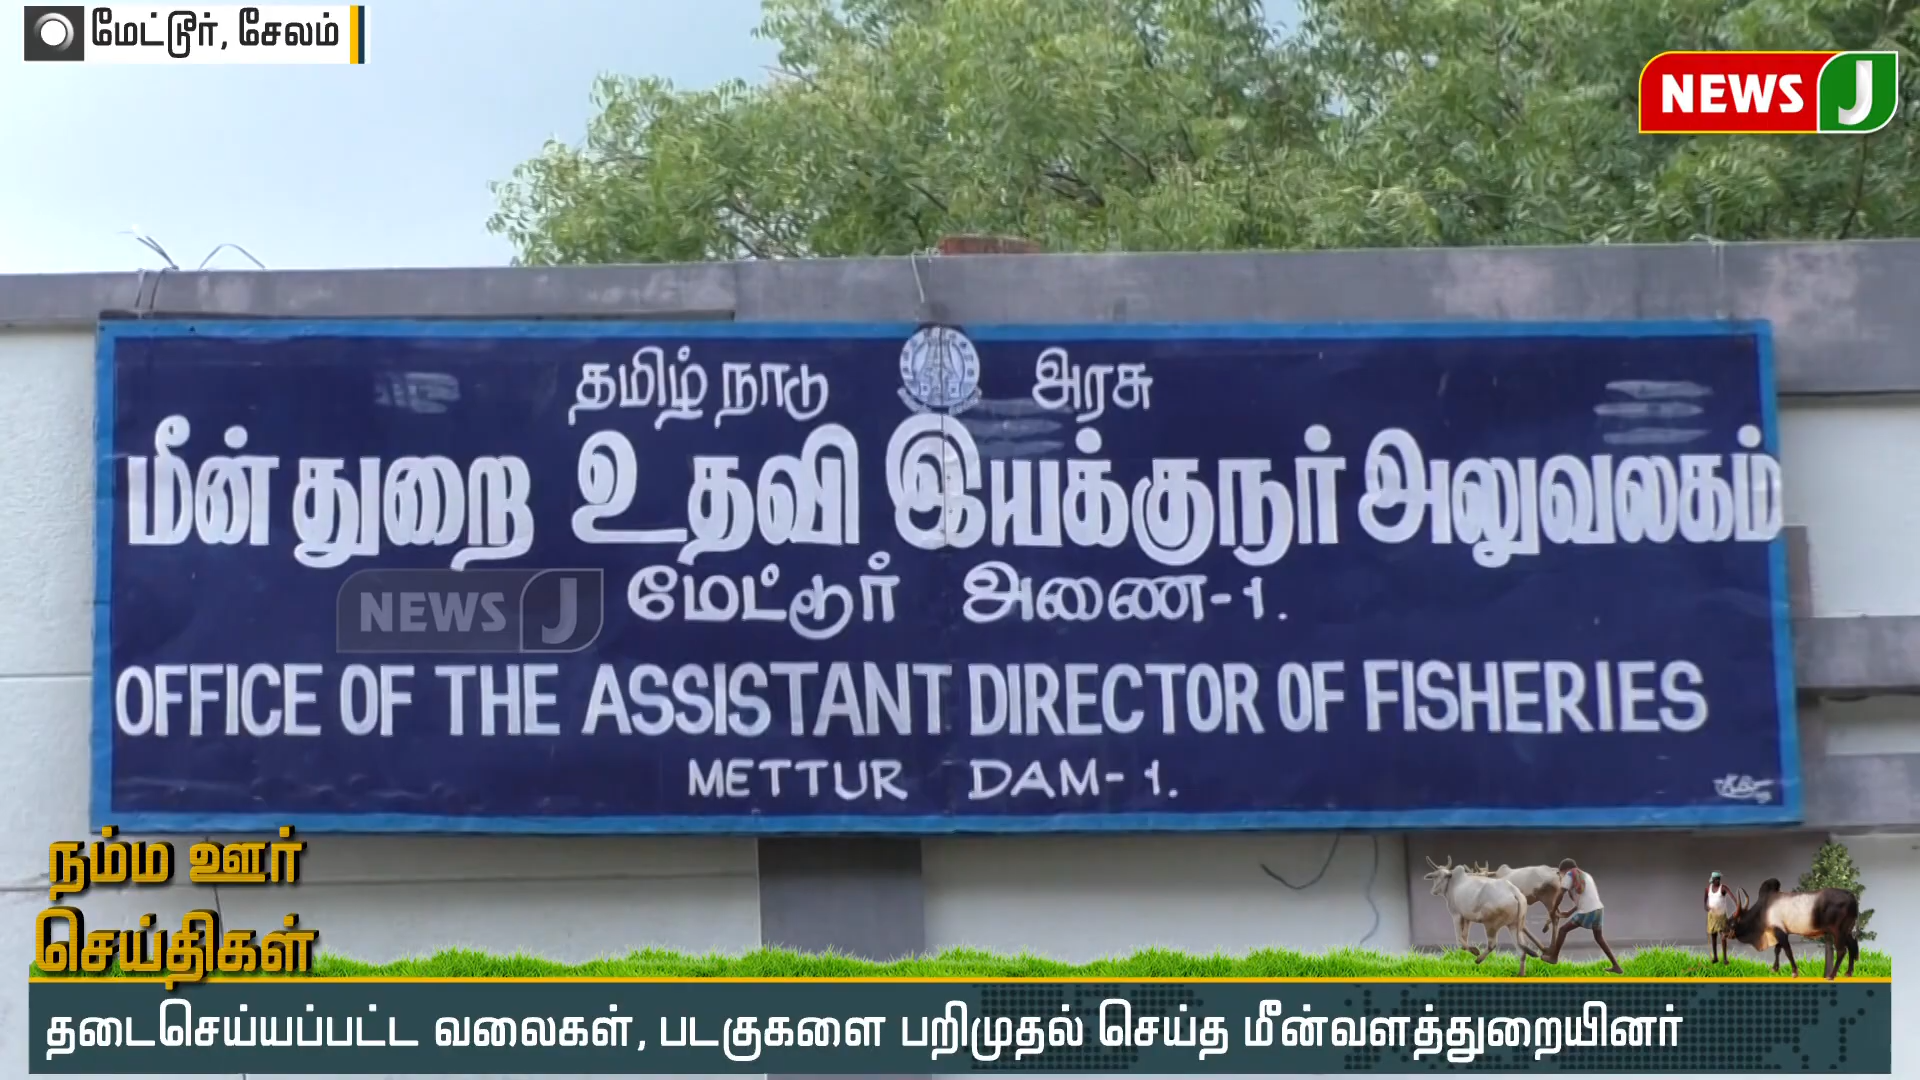 மேட்டூர், சேலம்
NEWS J
தமிழ் நாடு அரசு
மீன் துறை உதவி இயக்குநர் அலுவலகம்
மேட்டூர் அணை-1.
NEWS J
OFFICE OF THE ASSISTANT DIRECTOR OF FISHERIES
METTUR DAM-1.
நம்ம ஊர்
செய்திகள்
தடைசெய்யப்பட்ட வலைகள், படகுகளை பறிமுதல் செய்த மீன்வளத்துறையினர்